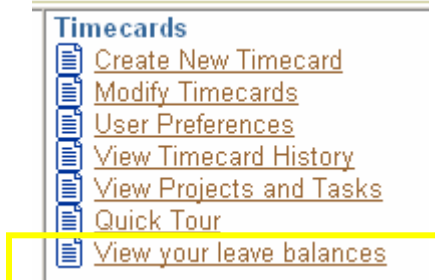 Timecards
Create New Timecard
Modify Timecards
User Preferences
View Timecard History
View Projects and Tasks
Quick Tour
View your leave balances